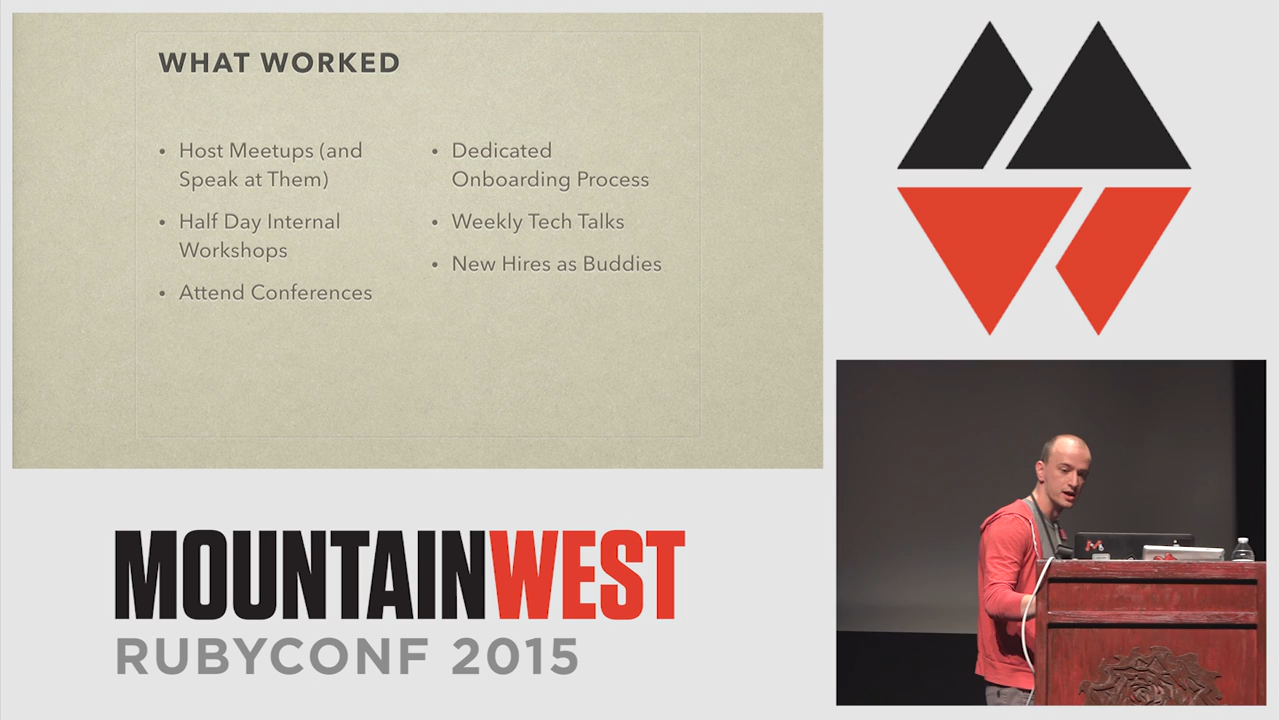 WHAT WORKED
• Host Meetups (and
Speak at Them)
• Half Day Internal
Workshops
• Attend Conferences
• Dedicated
Onboarding Process
• Weekly Tech Talks
• New Hires as Buddies
MOUNTAINWEST
RUBYCONF 2015